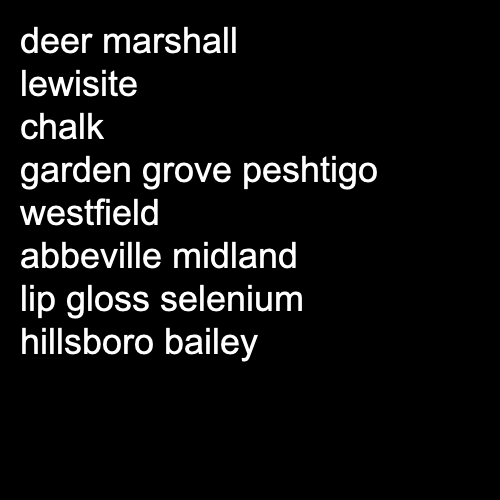 deer marshall
lewisite
chalk
garden grove peshtigo
westfield
abbeville midland
lip gloss selenium
hillsboro bailey